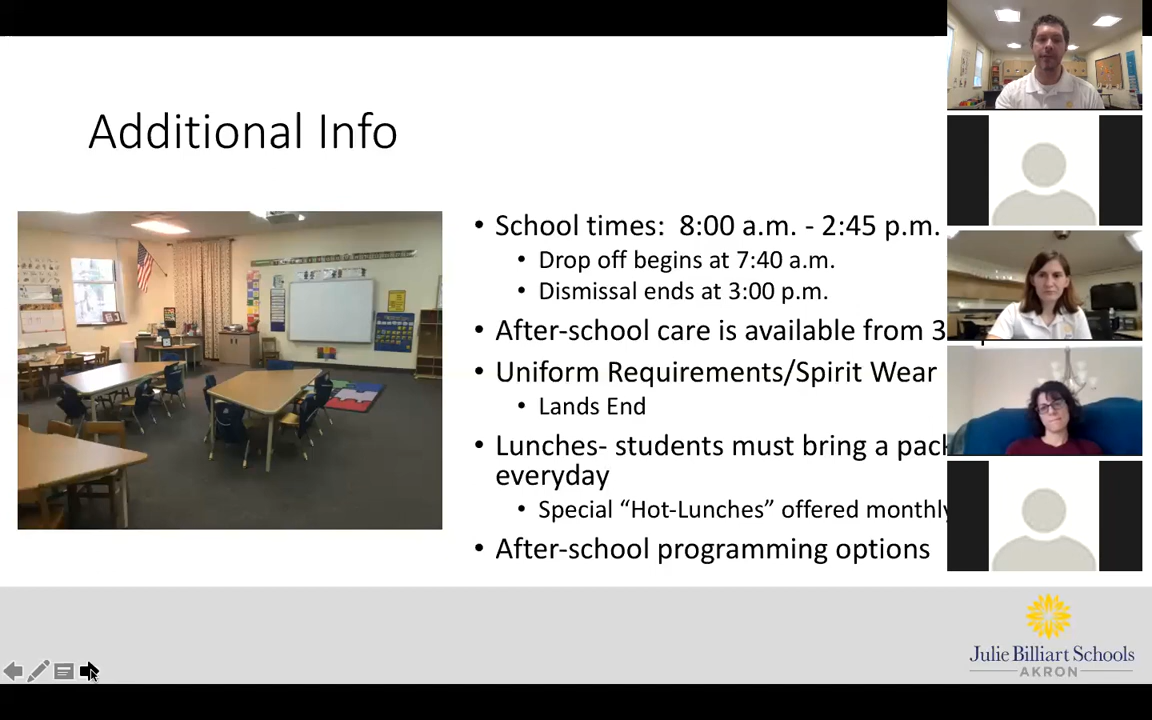 Additional Info
• School times: 8:00 a.m. - 2:45 p.m.
• Drop off begins at 7:40 a.m.
• Dismissal ends at 3:00 p.m.
• After-school care is available from 3
• Uniform Requirements/Spirit Wear
• Lands End
• Lunches- students must bring a pack
everyday
• Special “Hot-Lunches” offered monthly
• After-school programming options
Julie Billiart Schools
AKRON